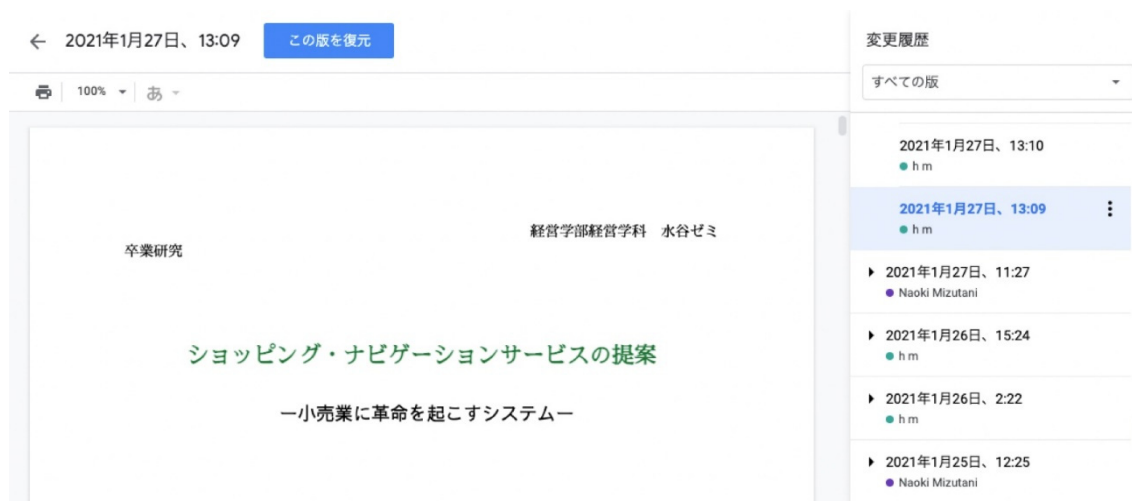 ← 2021年1月27日、13:09 この版を復元
100% あ
経営学部経営学科 水谷ゼミ
卒業研究
ショッピング・ナビゲーションサービスの提案
ー小売業に革命を起こすシステムー
変更履歴
すべての版
2021年1月27日、13:10
h m
2021年1月27日、13:09
h m
2021年1月27日、11:27
Naoki Mizutani
2021年1月26日、15:24
h m
2021年1月26日、2:22
h m
2021年1月25日、12:25
Naoki Mizutani